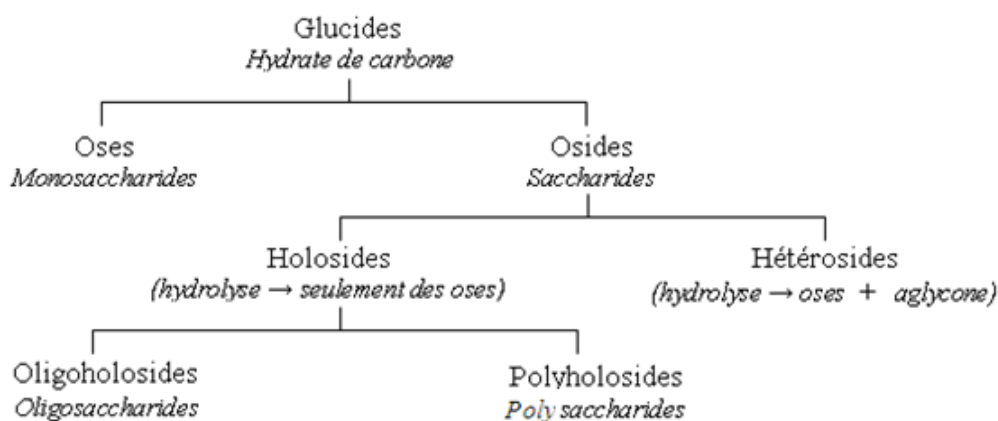 Glucides
Hydrate de carbone
Oses
Monosaccharides
Osides
Saccharides
Holosides
(hydrolyse → seulement des oses)
Hétérosides
(hydrolyse → oses + aglycone)
Oligoholosides
Oligosaccharides
Polyholosides
Poly saccharides